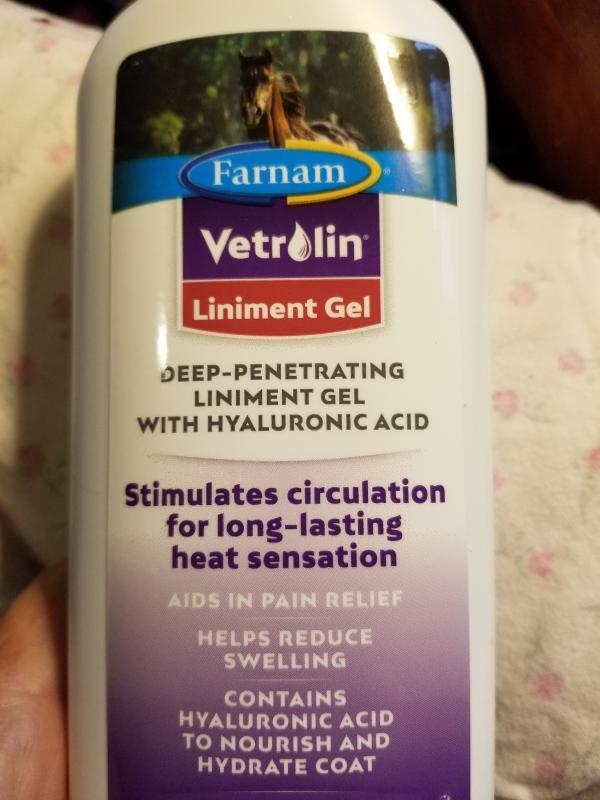 Farnam®
Vetrolin®
Liniment Gel
DEEP-PENETRATING
LINIMENT GEL
WITH HYALURONIC ACID
Stimulates circulation
for long-lasting
heat sensation
AIDS IN PAIN RELIEF
HELPS REDUCE
SWELLING
CONTAINS
HYALURONIC ACID
TO NOURISH AND
HYDRATE COAT